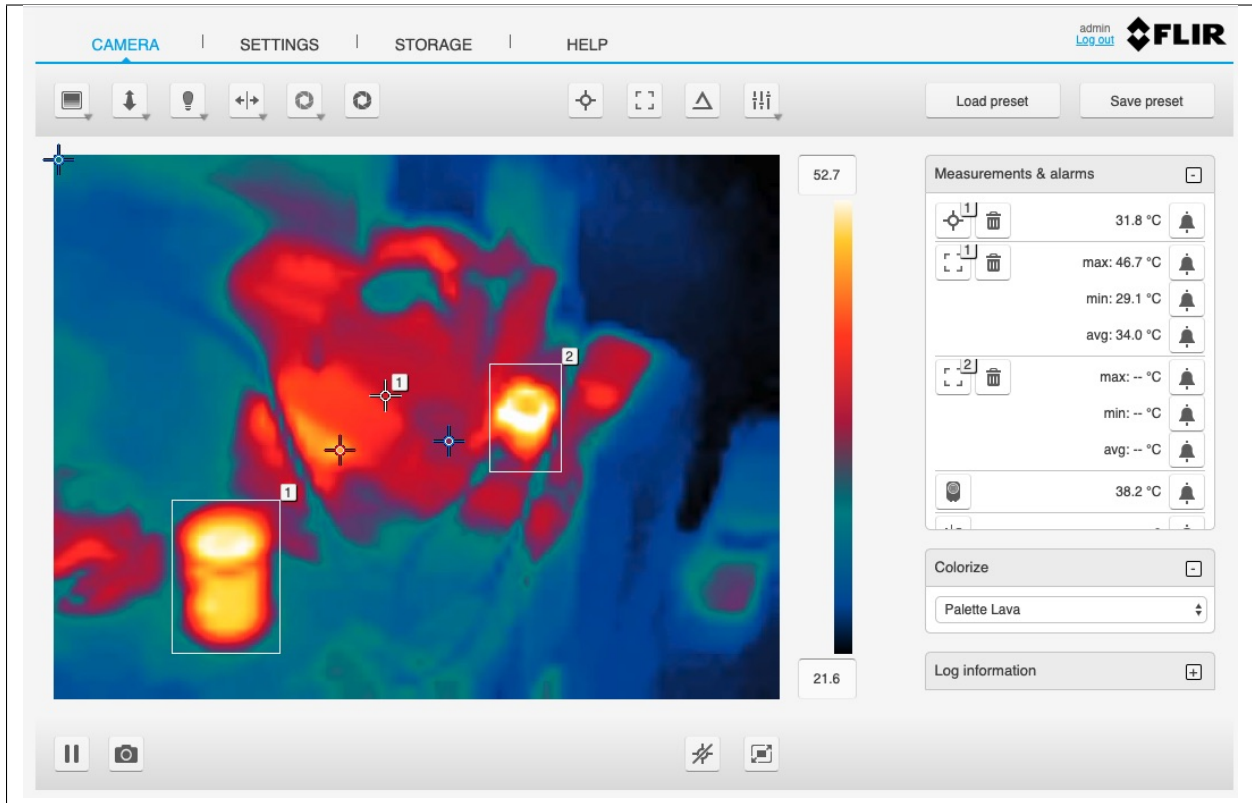 CAMERA | SETTINGS | STORAGE | HELP
admin
Log out
FLIR
Load preset
Save preset
52.7
Measurements & alarms
1
31.8 °C
1
max: 46.7 °C
min: 29.1 °C
avg: 34.0 °C
2
max: -- °C
min: -- °C
avg: -- °C
38.2 °C
2
1
1
Colorize
Palette Lava
Log information
21.6